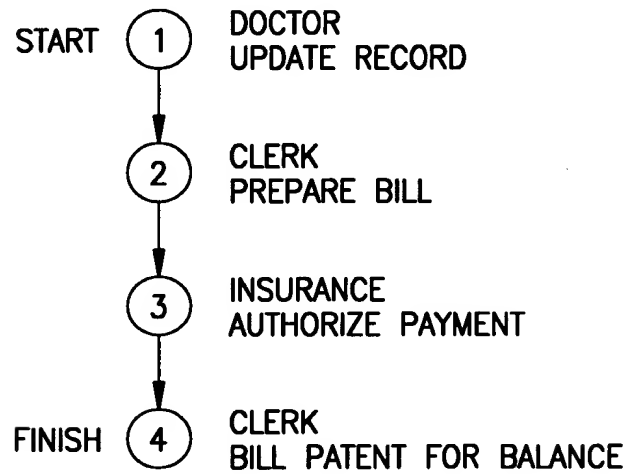 START 1 DOCTOR
UPDATE RECORD
2 CLERK
PREPARE BILL
3 INSURANCE
AUTHORIZE PAYMENT
FINISH 4 CLERK
BILL PATENT FOR BALANCE